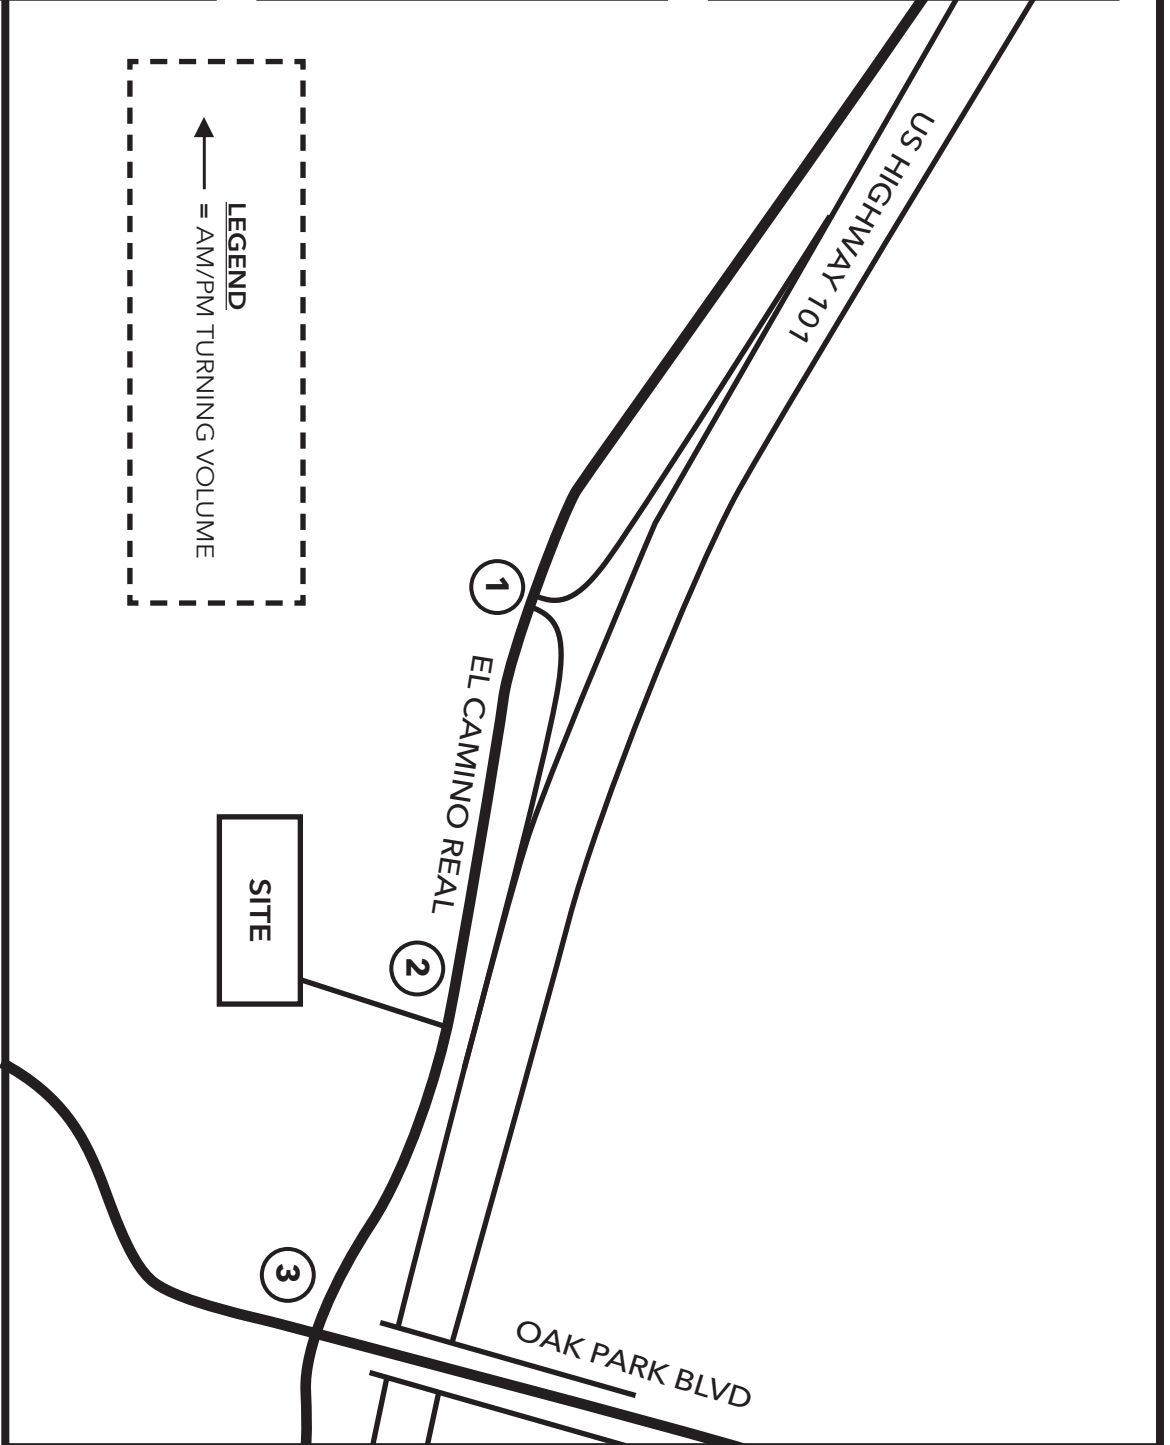 LEGEND
= AM/PM TURNING VOLUME
US HIGHWAY 101
1
EL CAMINO REAL
SITE
2
3
OAK PARK BLVD